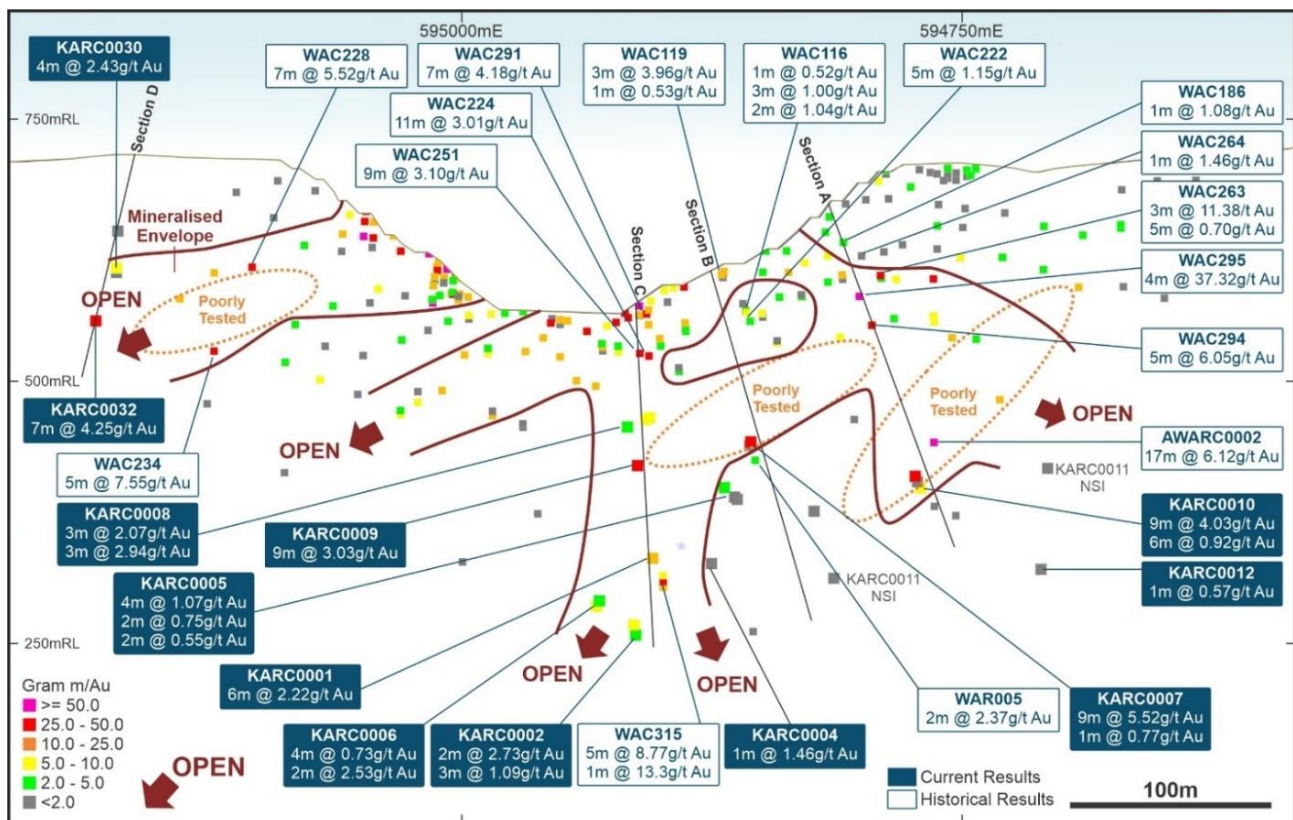 595000mE
594750mE
KARC0030
4m @ 2.43g/t Au
WAC228
7m @ 5.52g/t Au
WAC291
7m @ 4.18g/t Au
WAC119
3m @ 3.96g/t Au
1m @ 0.53g/t Au
WAC116
1m @ 0.52g/t Au
3m @ 1.00g/t Au
2m @ 1.04g/t Au
WAC222
5m @ 1.15g/t Au
WAC224
11m @ 3.01g/t Au
WAC251
9m @ 3.10g/t Au
WAC186
1m @ 1.08g/t Au
WAC264
1m @ 1.46g/t Au
WAC263
3m @ 11.38g/t Au
5m @ 0.70g/t Au
WAC295
4m @ 37.32g/t Au
WAC294
5m @ 6.05g/t Au
AWARC0002
17m @ 6.12g/t Au
750mRL
500mRL
250mRL
Section D
Section C
Section B
Section A
Mineralised
Envelope
OPEN
Poorly
Tested
Poorly
Tested
Poorly
Tested
OPEN
OPEN
KARC0032
7m @ 4.25g/t Au
WAC234
5m @ 7.55g/t Au
KARC0008
3m @ 2.07g/t Au
3m @ 2.94g/t Au
KARC0009
9m @ 3.03g/t Au
KARC0005
4m @ 1.07g/t Au
2m @ 0.75g/t Au
2m @ 0.55g/t Au
KARC0011
NSI
KARC0010
9m @ 4.03g/t Au
6m @ 0.92g/t Au
KARC0011
NSI
KARC0012
1m @ 0.57g/t Au
OPEN
OPEN
KARC0001
6m @ 2.22g/t Au
KARC0006
4m @ 0.73g/t Au
2m @ 2.53g/t Au
KARC0002
2m @ 2.73g/t Au
3m @ 1.09g/t Au
WAC315
5m @ 8.77g/t Au
1m @ 13.3g/t Au
KARC0004
1m @ 1.46g/t Au
WAR005
2m @ 2.37g/t Au
KARC0007
9m @ 5.52g/t Au
1m @ 0.77g/t Au
Gram m/Au
>= 50.0
25.0 - 50.0
10.0 - 25.0
5.0 - 10.0
2.0 - 5.0
<2.0
OPEN
Current Results
Historical Results
100m